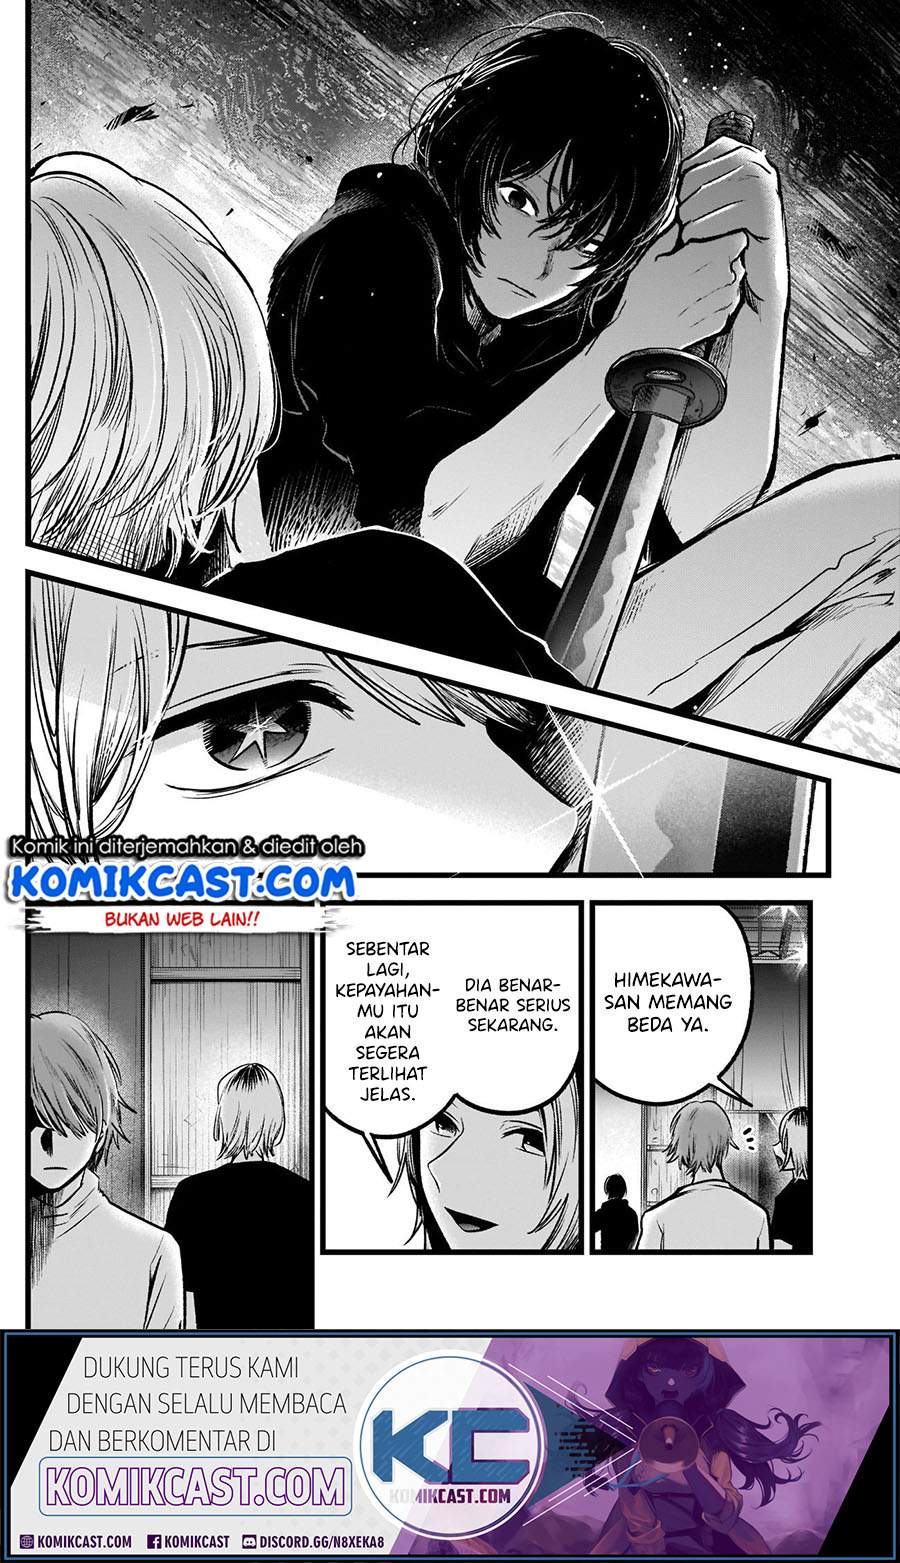 Komik ini diterjemahkan & diedit oleh
KOMIKCAST.COM
BUKAN WEB LAIN!!
HIMEKAWA-
SAN MEMANG
BEDA YA.
DIA BENAR-
BENAR SERIUS
SEKARANG.
SEBENTAR
LAGI,
KEPAYAHAN-
MU ITU
AKAN
SEGERA
TERLIHAT
JELAS.
DUKUNG TERUS KAMI
DENGAN SELALU MEMBACA
DAN BERKOMENTAR DI
KOMIKCAST.COM
KC
KOMIKCAST.COM
KOMIKCAST.COM
KOMIKCAST.COM
DISCORD.GG/N8XEKA8